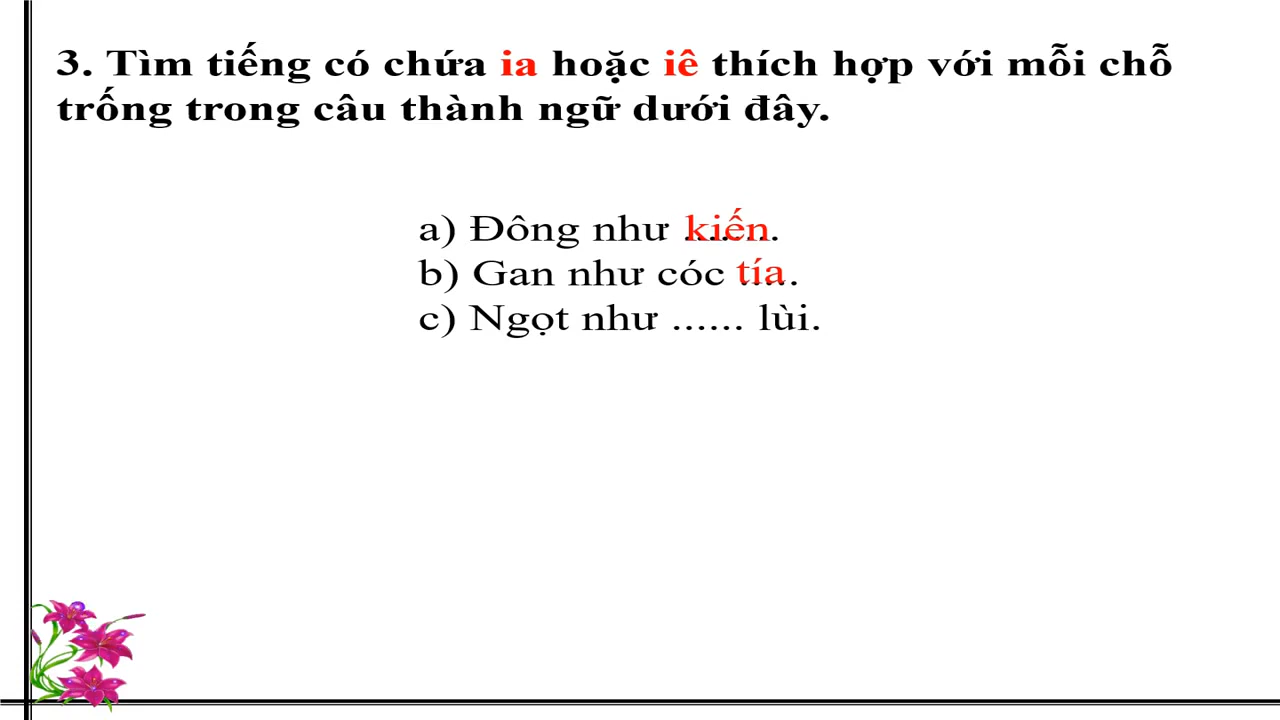 3. Tìm tiếng có chứa ia hoặc iê thích hợp với mỗi chỗ
trống trong câu thành ngữ dưới đây.
a) Đông như kiến.
b) Gan như cóc tía.
c) Ngọt như ...... lùi.